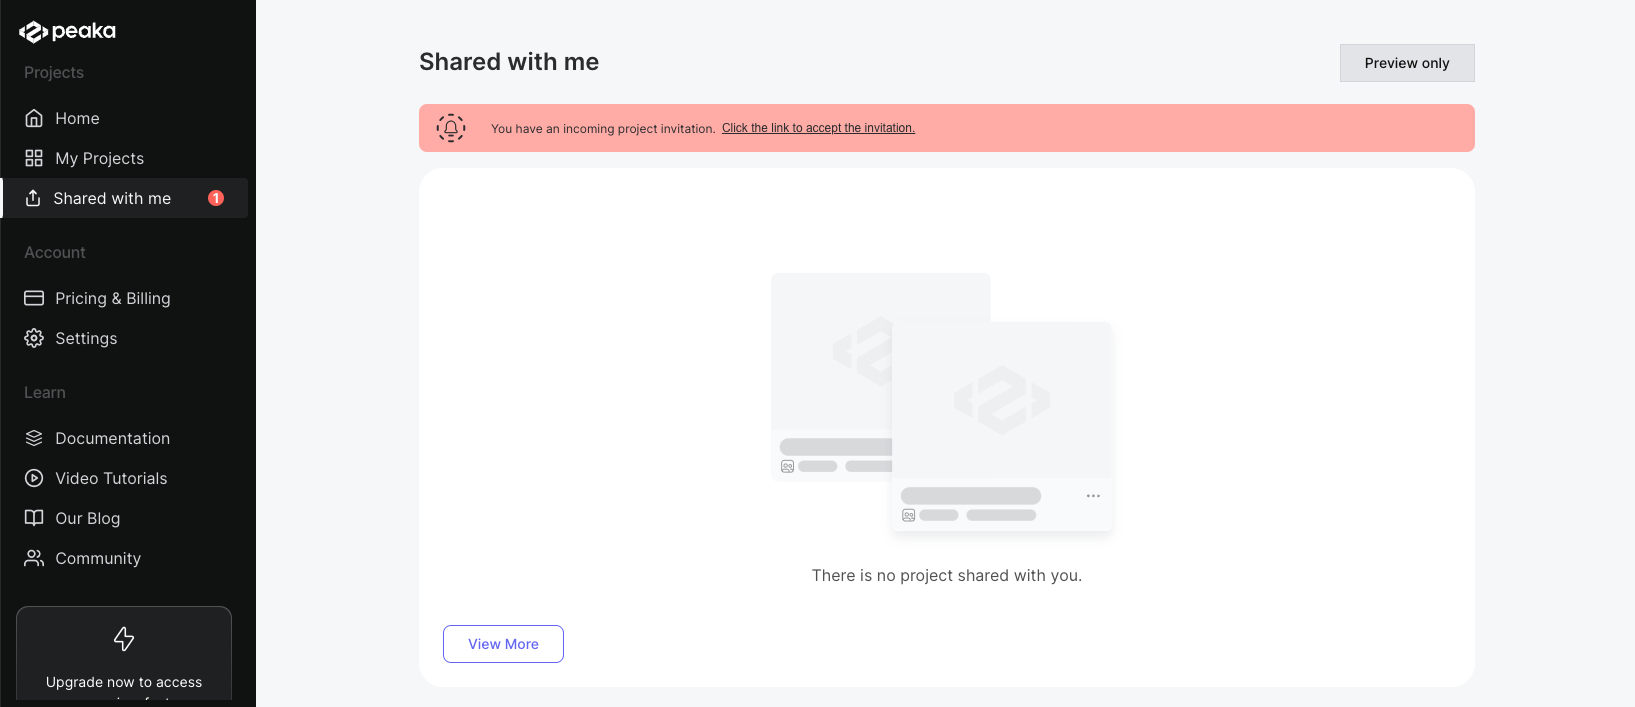 peaka
Projects
Home
My Projects
Shared with me 1
Account
Pricing & Billing
Settings
Learn
Documentation
Video Tutorials
Our Blog
Community
Upgrade now to access
Shared with me
Preview only
You have an incoming project invitation. Click the link to accept the invitation.
There is no project shared with you.
View More